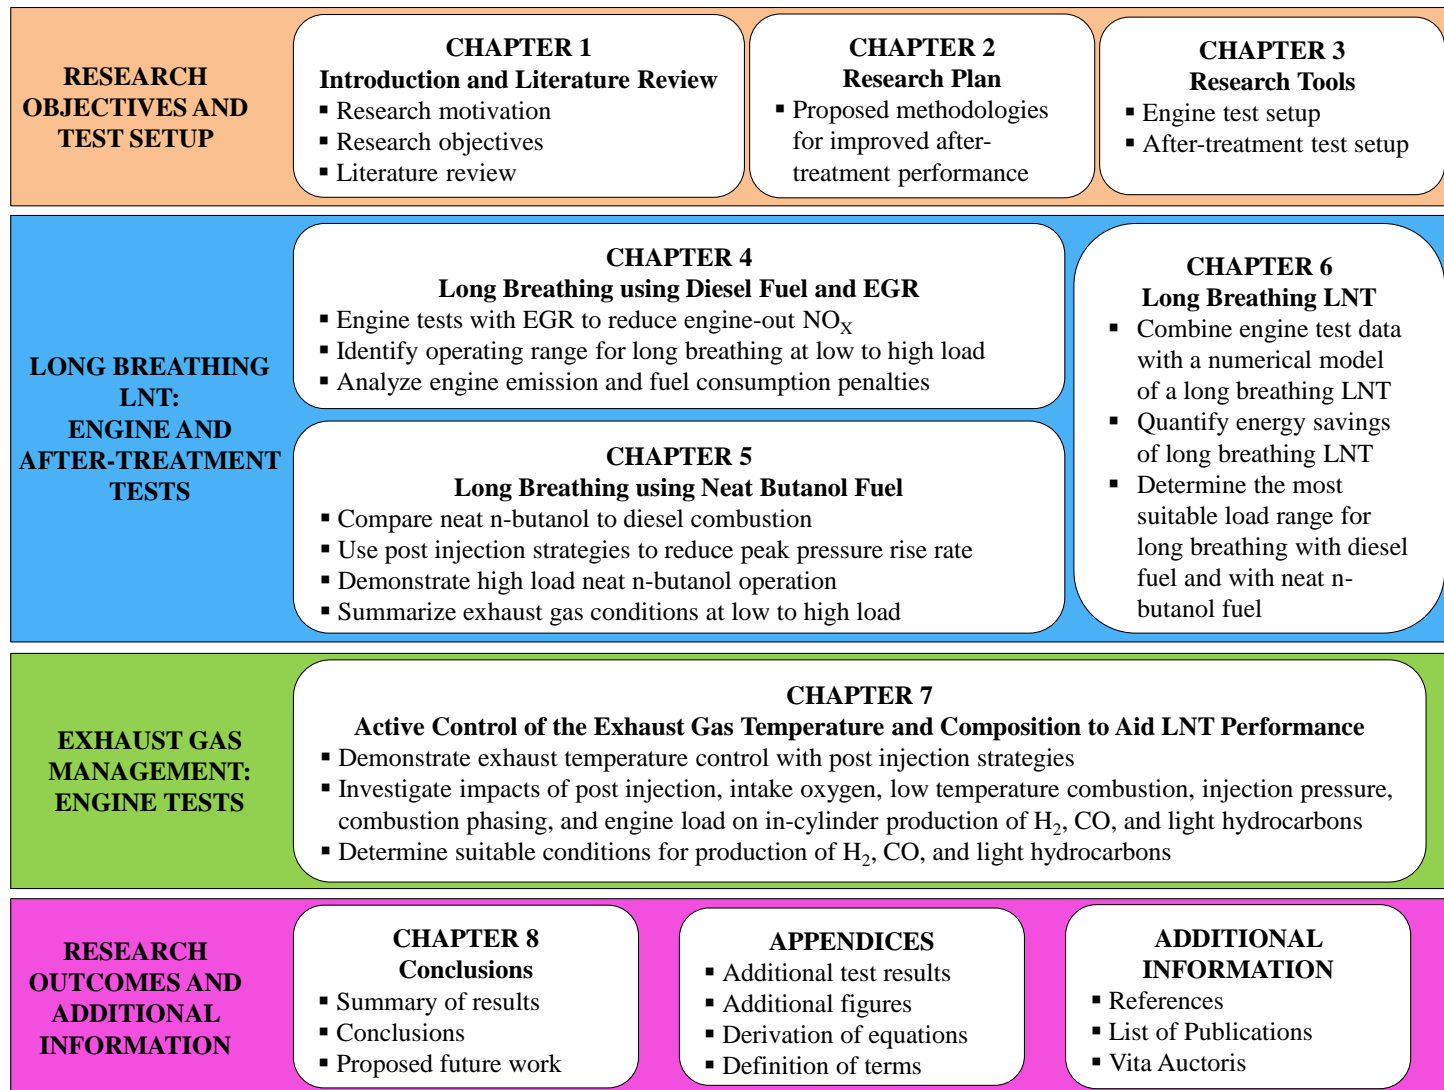 RESEARCH
OBJECTIVES AND
TEST SETUP
CHAPTER 1
Introduction and Literature Review
▪ Research motivation
▪ Research objectives
▪ Literature review
CHAPTER 2
Research Plan
▪ Proposed methodologies
for improved after-
treatment performance
CHAPTER 3
Research Tools
▪ Engine test setup
▪ After-treatment test setup
LONG BREATHING
LNT:
ENGINE AND
AFTER-TREATMENT
TESTS
CHAPTER 4
Long Breathing using Diesel Fuel and EGR
▪ Engine tests with EGR to reduce engine-out NOX
▪ Identify operating range for long breathing at low to high load
▪ Analyze engine emission and fuel consumption penalties
CHAPTER 5
Long Breathing using Neat Butanol Fuel
▪ Compare neat n-butanol to diesel combustion
▪ Use post injection strategies to reduce peak pressure rise rate
▪ Demonstrate high load neat n-butanol operation
▪ Summarize exhaust gas conditions at low to high load
CHAPTER 6
Long Breathing LNT
▪ Combine engine test data
with a numerical model
of a long breathing LNT
▪ Quantify energy savings
of long breathing LNT
▪ Determine the most
suitable load range for
long breathing with diesel
fuel and with neat n-
butanol fuel
EXHAUST GAS
MANAGEMENT:
ENGINE TESTS
CHAPTER 7
Active Control of the Exhaust Gas Temperature and Composition to Aid LNT Performance
▪ Demonstrate exhaust temperature control with post injection strategies
▪ Investigate impacts of post injection, intake oxygen, low temperature combustion, injection pressure,
combustion phasing, and engine load on in-cylinder production of H2, CO, and light hydrocarbons
▪ Determine suitable conditions for production of H2, CO, and light hydrocarbons
RESEARCH
OUTCOMES AND
ADDITIONAL
INFORMATION
CHAPTER 8
Conclusions
▪ Summary of results
▪ Conclusions
▪ Proposed future work
APPENDICES
▪ Additional test results
▪ Additional figures
▪ Derivation of equations
▪ Definition of terms
ADDITIONAL
INFORMATION
▪ References
▪ List of Publications
▪ Vita Auctoris